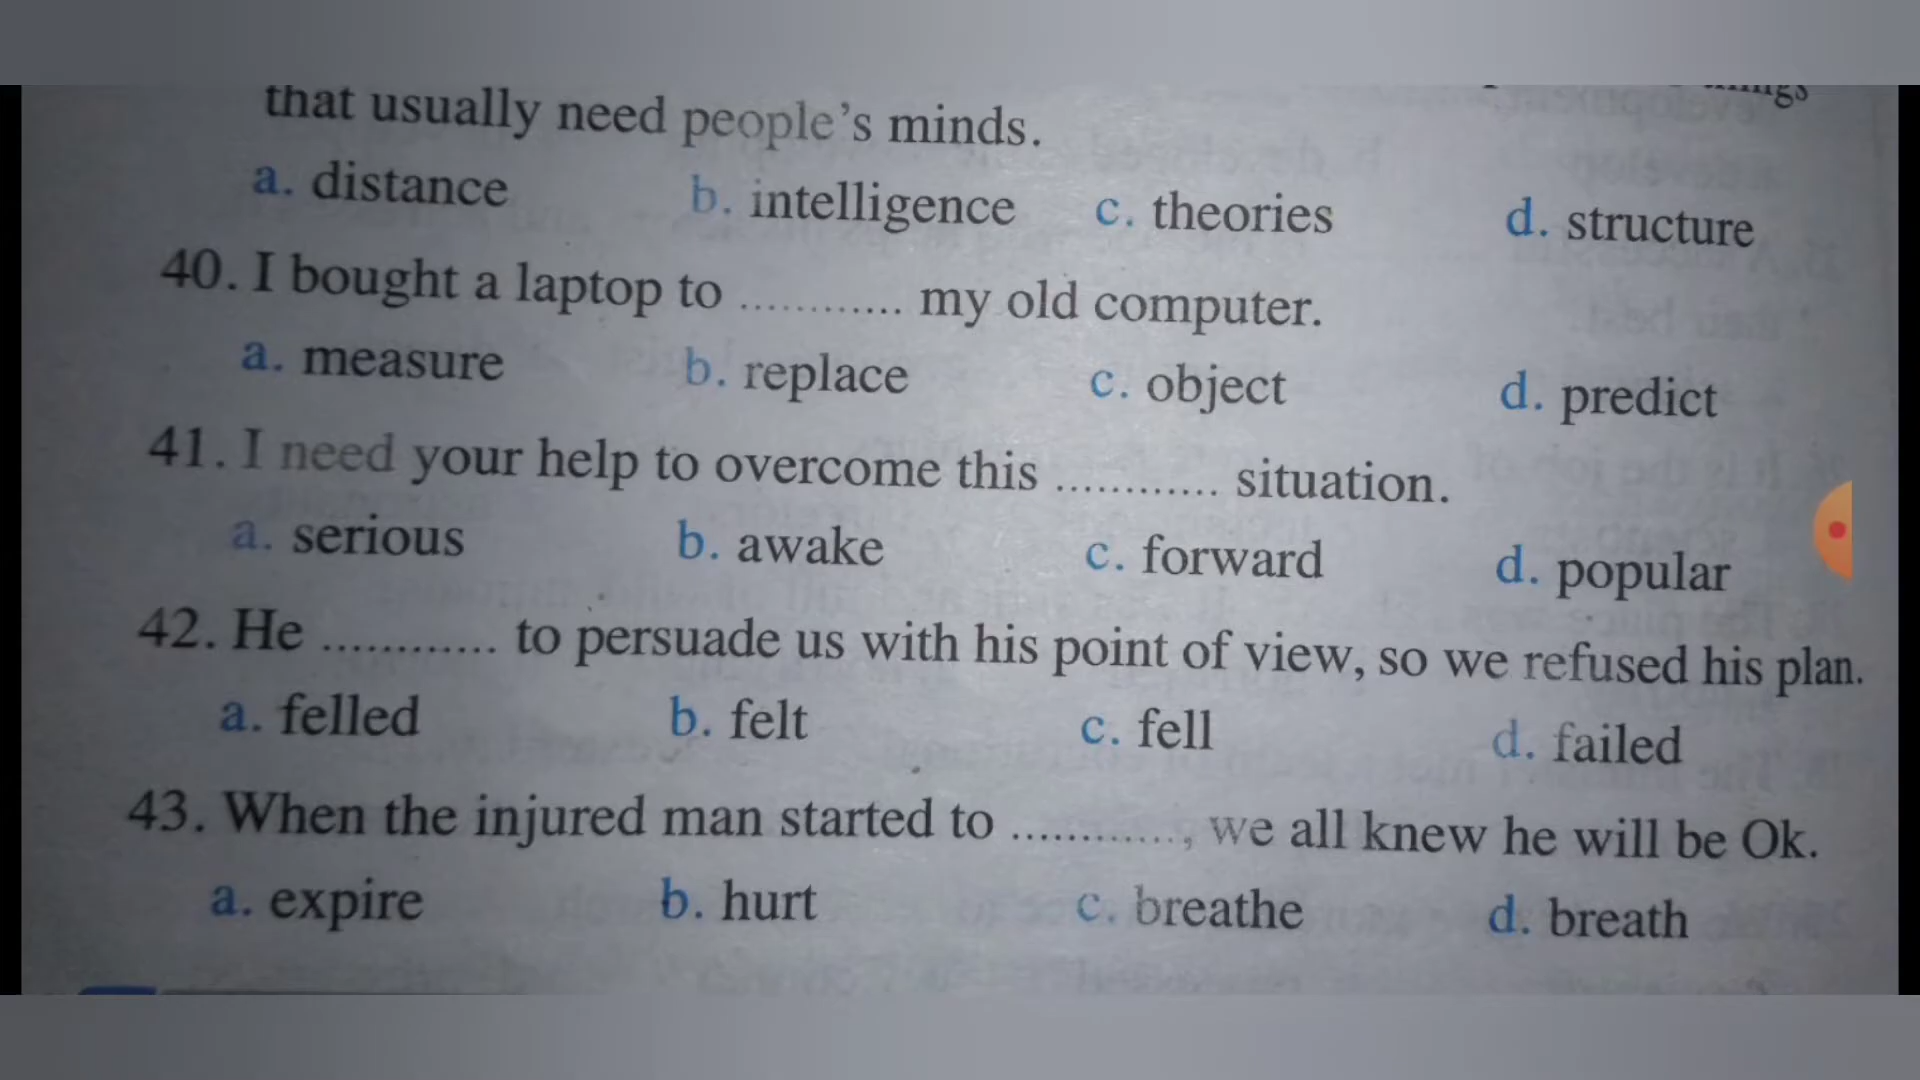 that usually need people's minds.
a. distance b. intelligence c. theories d. structure
40. I bought a laptop to ............ my old computer.
a. measure b. replace c. object d. predict
41. I need your help to overcome this ............ situation.
a. serious b. awake c. forward d. popular
42. He ............ to persuade us with his point of view, so we refused his plan.
a. felled b. felt c. fell d. failed
43. When the injured man started to ............, we all knew he will be Ok.
a. expire b. hurt c. breathe d. breath